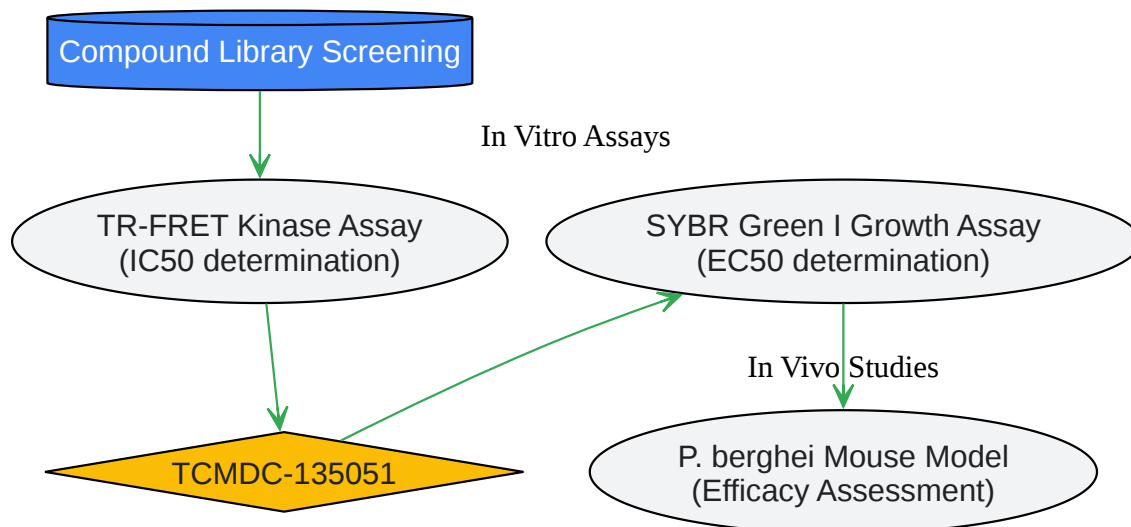 Compound Library Screening
In Vitro Assays
TR-FRET Kinase Assay
(IC50 determination)
SYBR Green I Growth Assay
(EC50 determination)
In Vivo Studies
TCMDC-135051
P. berghei Mouse Model
(Efficacy Assessment)